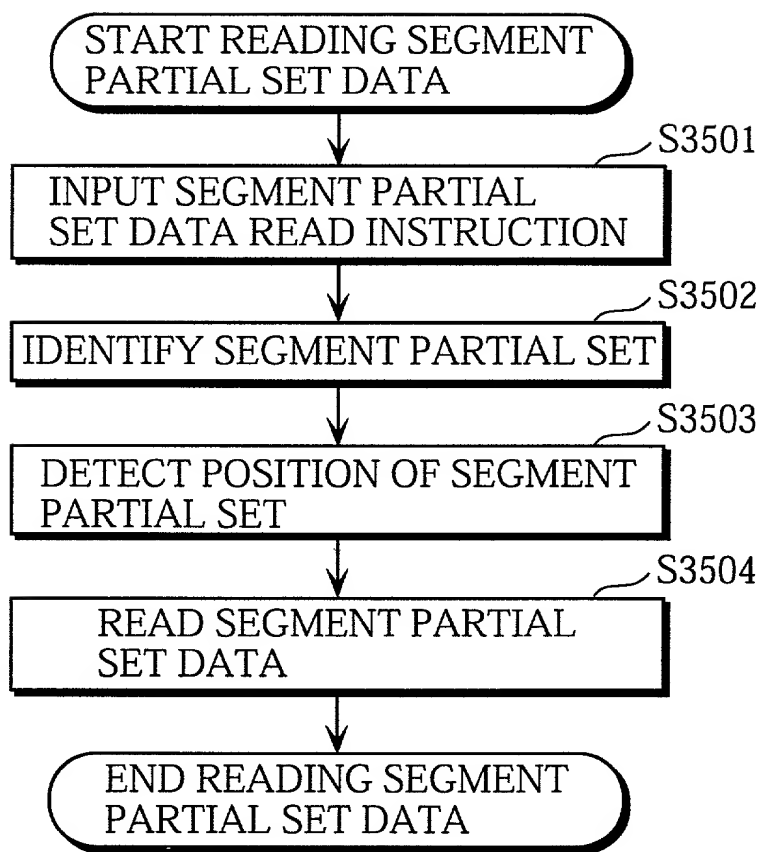 START READING SEGMENT
PARTIAL SET DATA
S3501
INPUT SEGMENT PARTIAL
SET DATA READ INSTRUCTION
S3502
IDENTIFY SEGMENT PARTIAL SET
S3503
DETECT POSITION OF SEGMENT
PARTIAL SET
S3504
READ SEGMENT PARTIAL
SET DATA
END READING SEGMENT
PARTIAL SET DATA